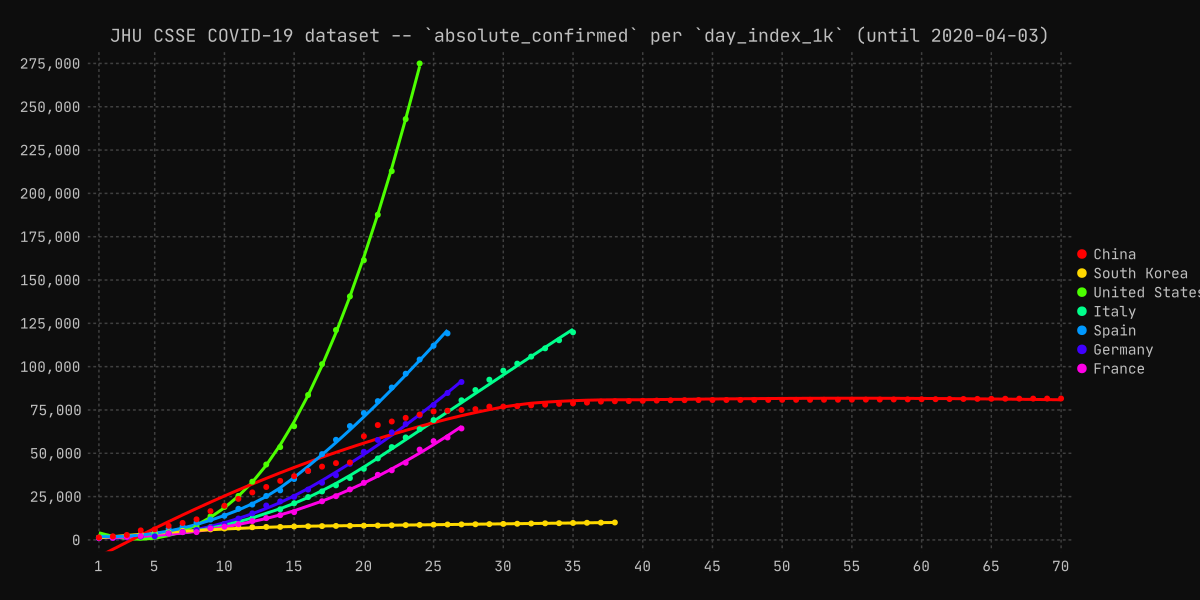 JHU CSSE COVID-19 dataset -- `absolute_confirmed` per `day_index_1k` (until 2020-04-03)
275,000
250,000
225,000
200,000
175,000
150,000
125,000
100,000
75,000
50,000
25,000
0
1 5 10 15 20 25 30 35 40 45 50 55 60 65 70
China
South Korea
United States
Italy
Spain
Germany
France